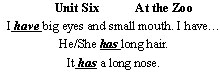 Unit Six At the Zoo
I have big eyes and small mouth. I have…
He/She has long hair.
It has a long nose.